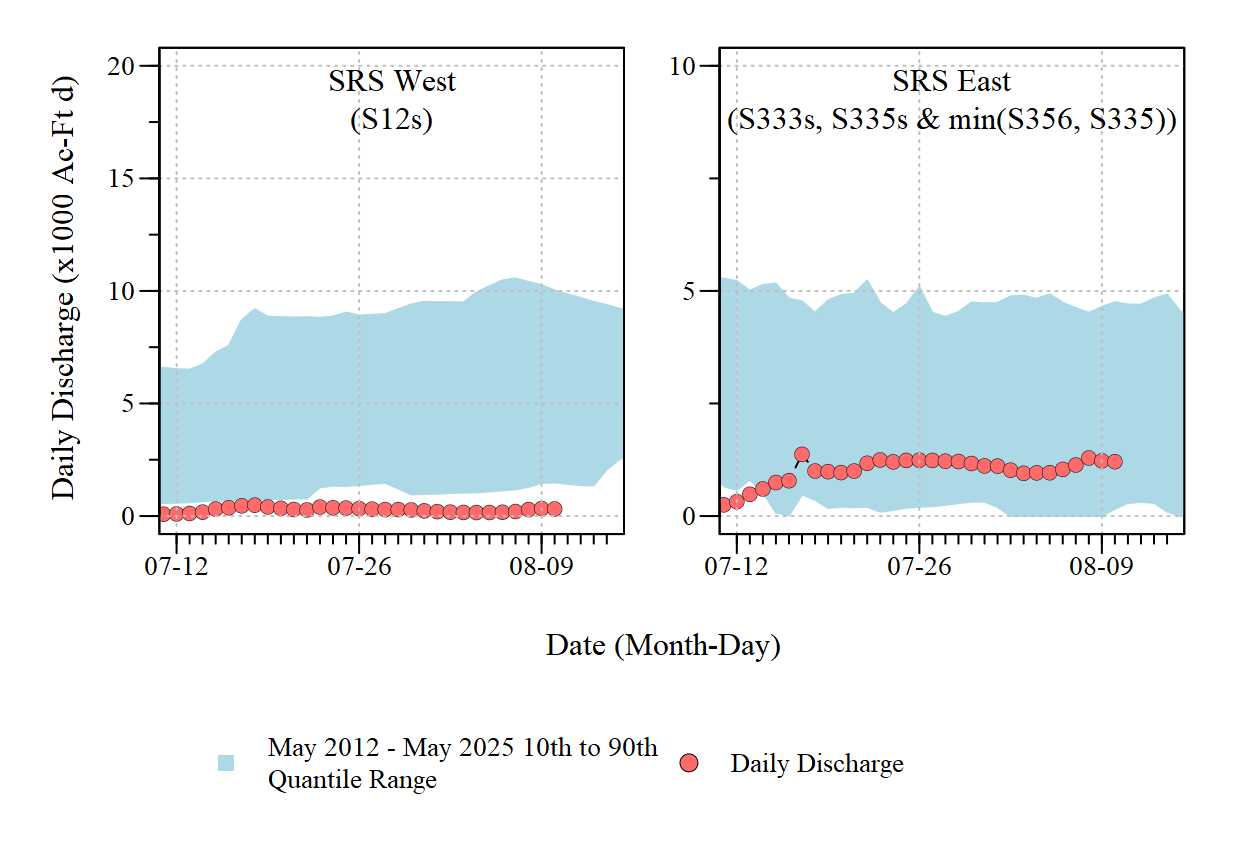 SRS West
(S12s)
SRS East
(S333s, S335s & min(S356, S335))
Daily Discharge (x1000 Ac-Ft d)
20
15
10
5
0
10
5
0
07-12
07-26
08-09
07-12
07-26
08-09
Date (Month-Day)
May 2012 - May 2025 10th to 90th
Quantile Range
Daily Discharge